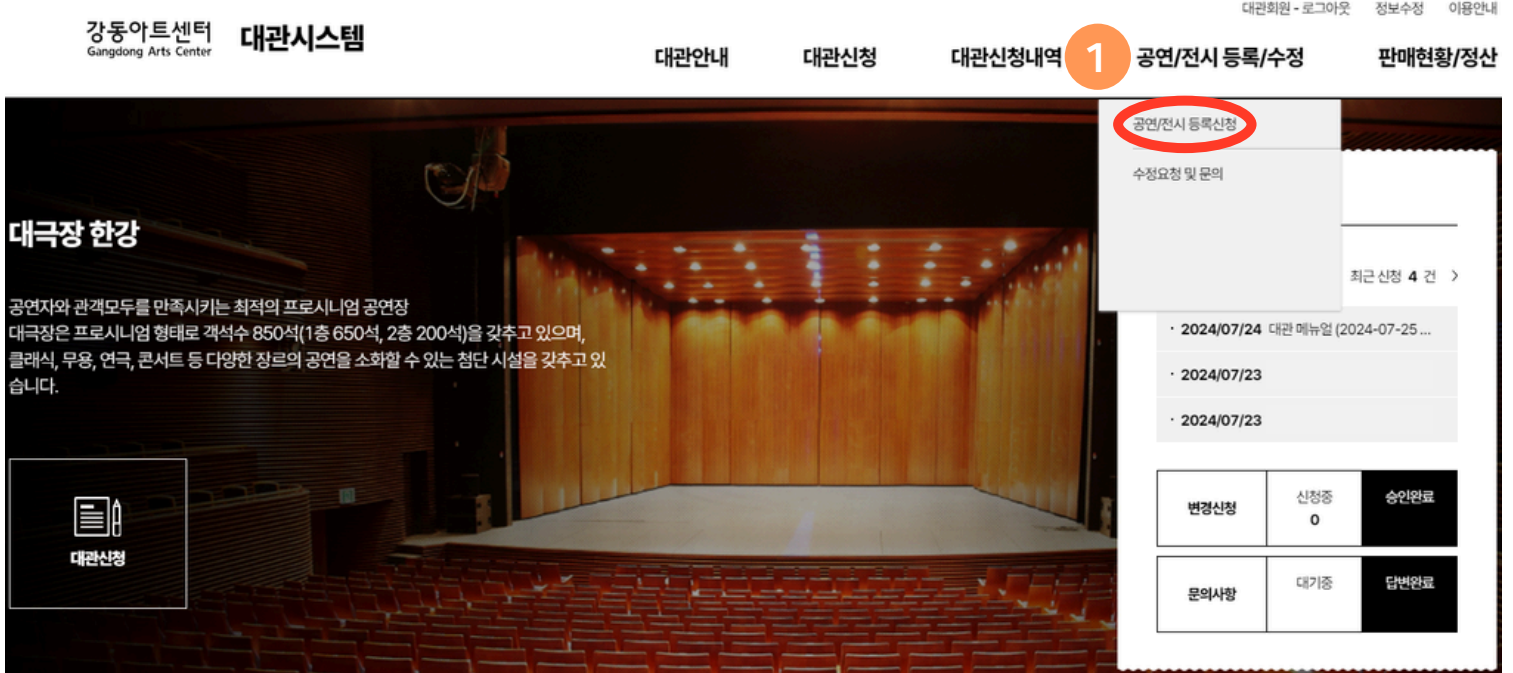 대관회원 - 로그아웃 정보수정 이용안내
강동아트센터
Gangdong Arts Center
대관시스템
대관안내 대관신청 대관신청내역 1 공연/전시 등록/수정 판매현황/정산
공연/전시 등록신청
수정요청 및 문의
대극장 한강
공연자와 관객모두를 만족시키는 최적의 프로시니엄 공연장
대극장은 프로시니엄 형태로 객석수 850석(1층 650석, 2층 200석)을 갖추고 있으며,
클래식, 무용, 연극, 콘서트 등 다양한 장르의 공연을 소화할 수 있는 첨단 시설을 갖추고 있
습니다.
대관신청
최근 신청 4 건 >
· 2024/07/24 대관 메뉴얼 (2024-07-25 ...
· 2024/07/23
· 2024/07/23
변경신청 신청중 승인완료
0
문의사항 대기중 답변완료